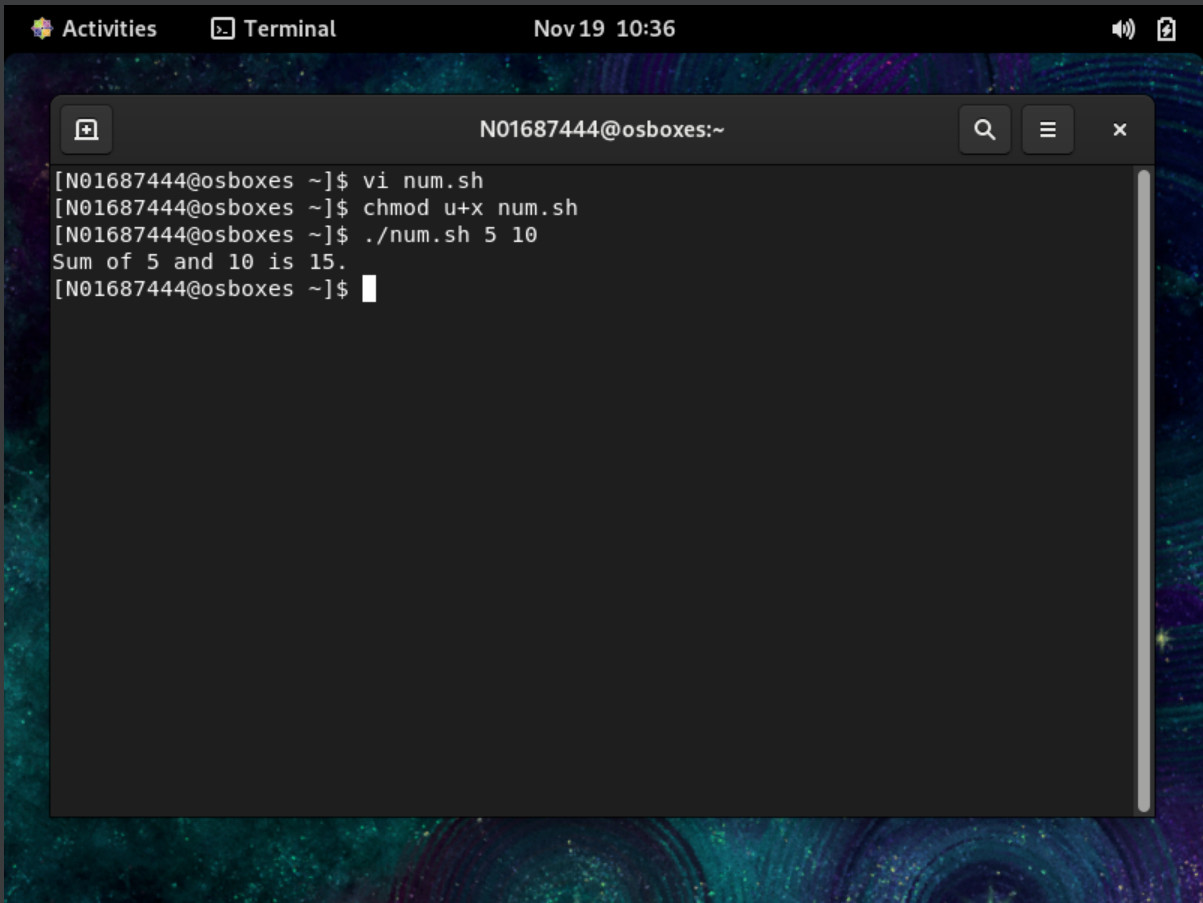 Activities Terminal Nov 19 10:36
N01687444@osboxes:~
[N01687444@osboxes ~]$ vi num.sh
[N01687444@osboxes ~]$ chmod u+x num.sh
[N01687444@osboxes ~]$ ./num.sh 5 10
Sum of 5 and 10 is 15.
[N01687444@osboxes ~]$